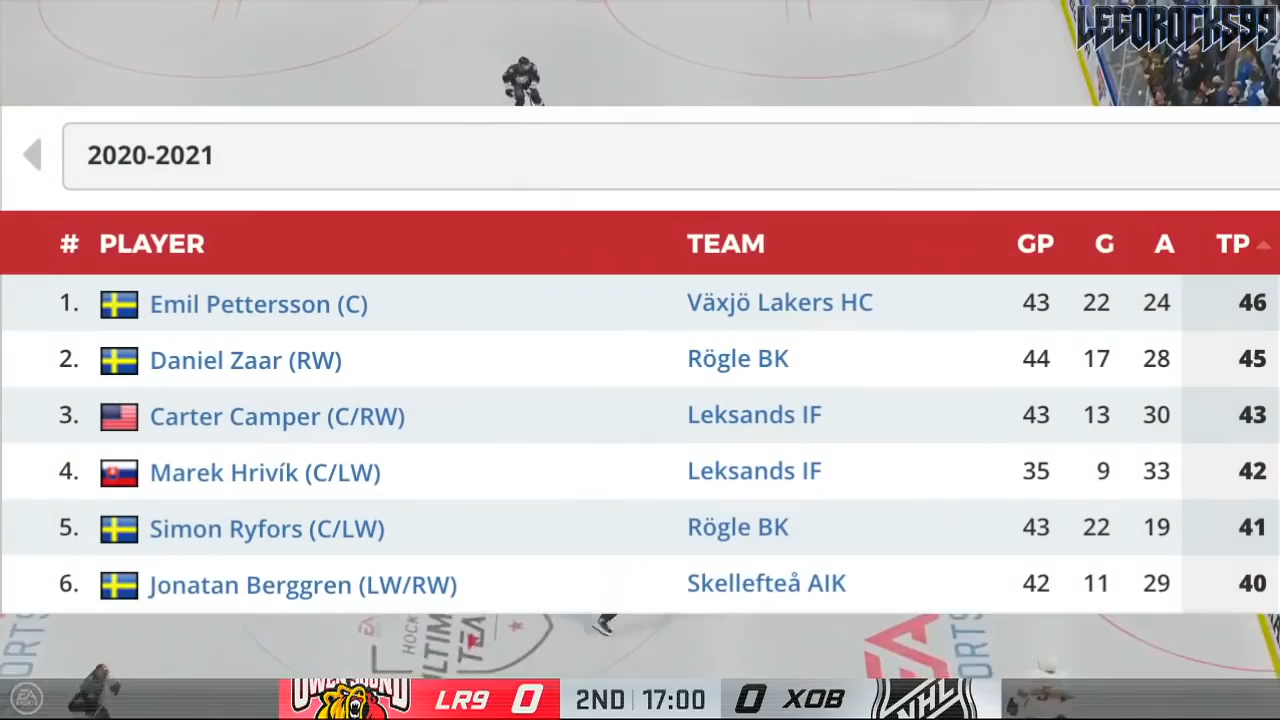 LEGOROCKS99
2020-2021
# PLAYER TEAM GP G A TP
1. Emil Pettersson (C) Växjö Lakers HC 43 22 24 46
2. Daniel Zaar (RW) Rögle BK 44 17 28 45
3. Carter Camper (C/RW) Leksands IF 43 13 30 43
4. Marek Hrivík (C/LW) Leksands IF 35 9 33 42
5. Simon Ryfors (C/LW) Rögle BK 43 22 19 41
6. Jonatan Berggren (LW/RW) Skellefteå AIK 42 11 29 40
EA
LR9 0 2ND 17:00 0 XOB NHL